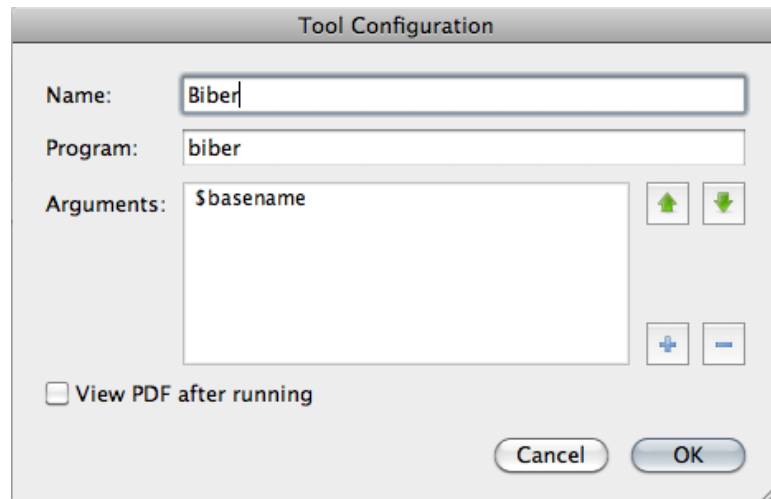 Tool Configuration
Name: Biber
Program: biber
Arguments: $basename
View PDF after running
Cancel OK